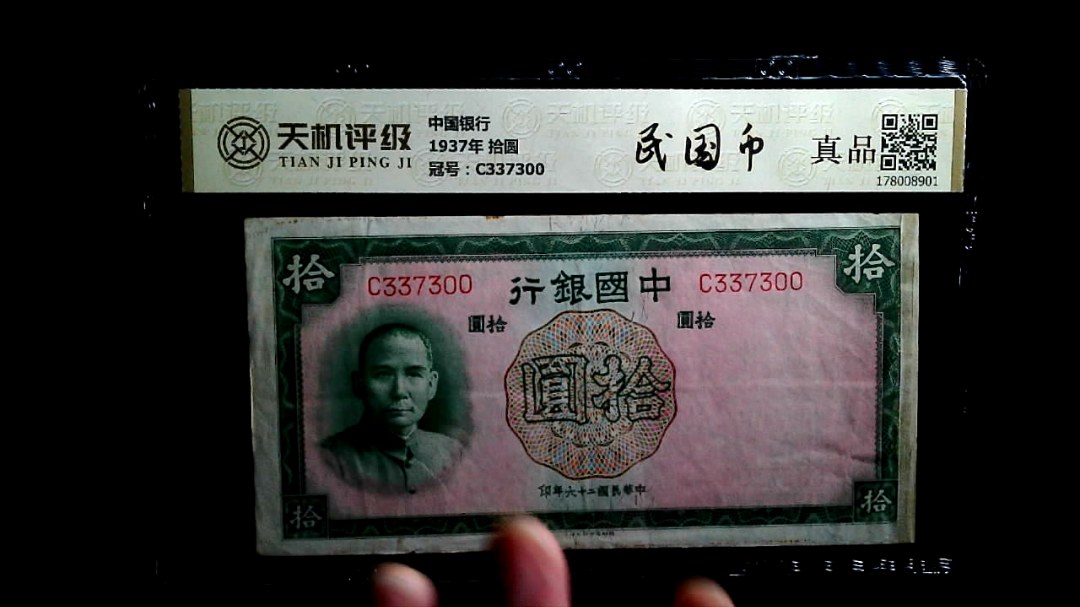 天机评级
TIAN JI PING JI
中国银行
1937年 拾圆
冠号：C337300
民国币
真品
178008901
拾
拾
C337300
行銀國中
C337300
圓拾
圓拾
圓拾
印年六十二國民華中
拾
拾